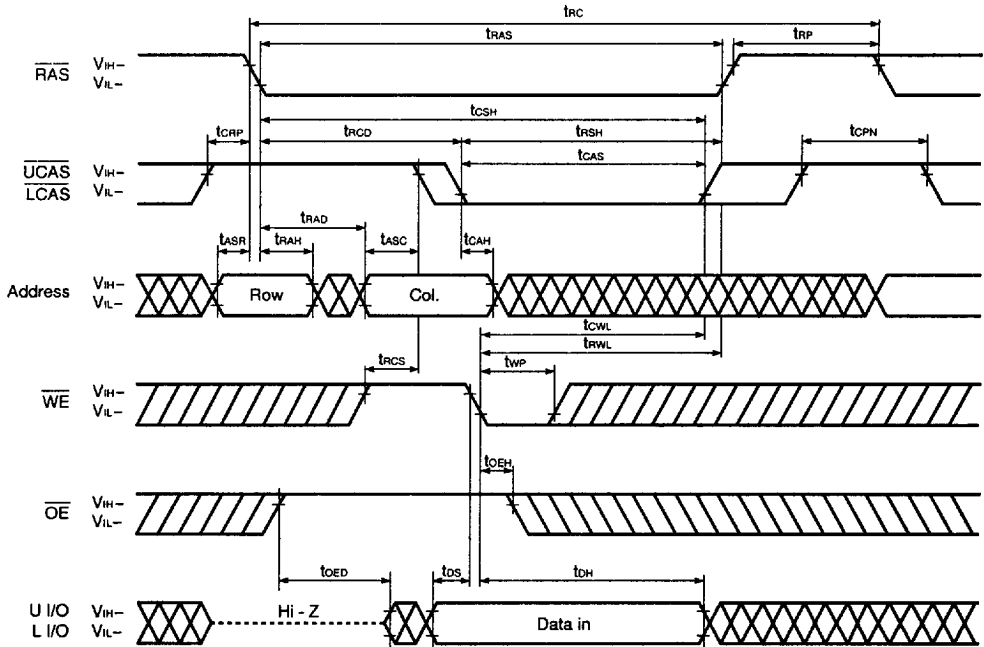 tRC
tRAS
tRP
RAS VIH–
VIL–
tCSH
tCRP tRCD tRSH tCPN
tCAS
UCAS VIH–
LCAS VIL–
tRAD
tASR tRAH tASC tCAH
Address VIH–
VIL–
Row Col.
tCWL
tRWL
tRCS tWP
WE VIH–
VIL–
tOEH
OE VIH–
VIL–
tOED tDS tDH
U I/O VIH–
L I/O VIL–
Hi - Z Data in